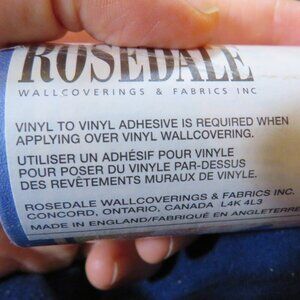 ROSEDALE
WALLCOVERINGS & FABRICS INC
VINYL TO VINYL ADHESIVE IS REQUIRED WHEN
APPLYING OVER VINYL WALLCOVERING.
UTILISER UN ADHÉSIF POUR VINYLE
POUR POSER DU VINYLE PAR-DESSUS
DES REVÊTEMENTS MURAUX DE VINYLE.
ROSEDALE WALLCOVERINGS & FABRICS INC.
CONCORD, ONTARIO, CANADA L4K 4L3
MADE IN ENGLAND/FABRIQUÉ EN ANGLETERRE